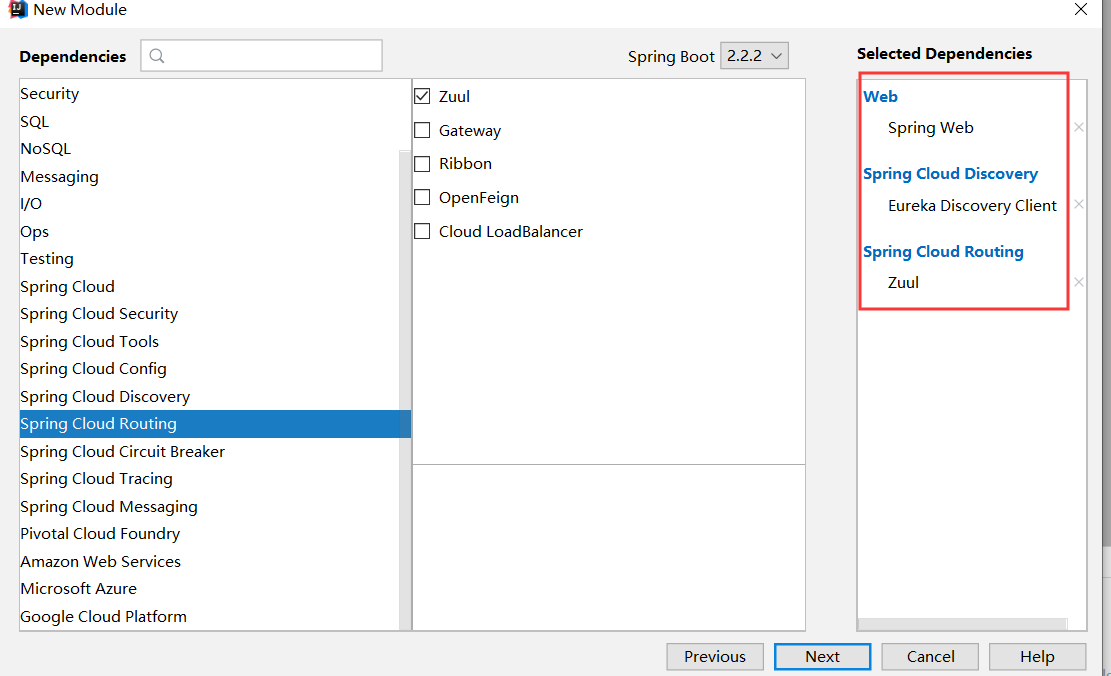 New Module
Dependencies
Spring Boot 2.2.2
Selected Dependencies
Security
SQL
NoSQL
Messaging
I/O
Ops
Testing
Spring Cloud
Spring Cloud Security
Spring Cloud Tools
Spring Cloud Config
Spring Cloud Discovery
Spring Cloud Routing
Spring Cloud Circuit Breaker
Spring Cloud Tracing
Spring Cloud Messaging
Pivotal Cloud Foundry
Amazon Web Services
Microsoft Azure
Google Cloud Platform
Zuul
Gateway
Ribbon
OpenFeign
Cloud LoadBalancer
Web
Spring Web
Spring Cloud Discovery
Eureka Discovery Client
Spring Cloud Routing
Zuul
Previous
Next
Cancel
Help